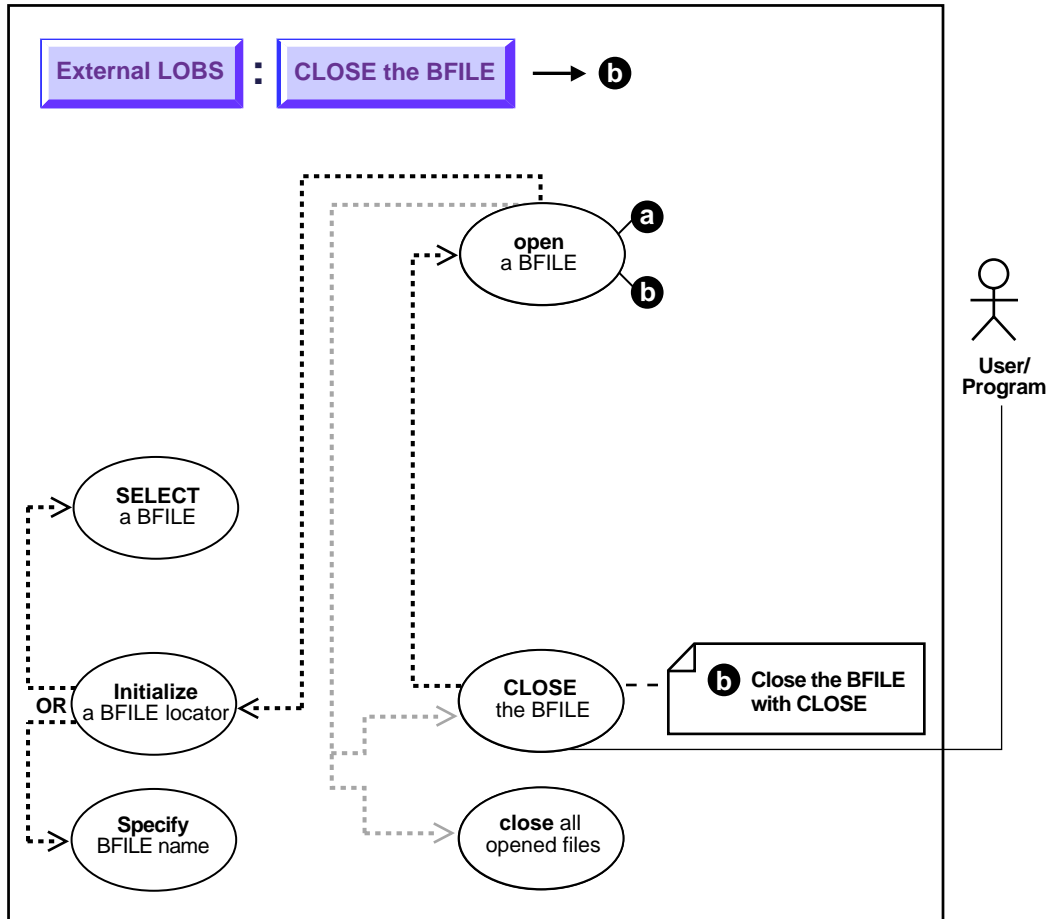 External LOBS : CLOSE the BFILE b
open
a BFILE
a
b
User/
Program
SELECT
a BFILE
OR
Initialize
a BFILE locator
CLOSE
the BFILE
b Close the BFILE
with CLOSE
Specify
BFILE name
close all
opened files